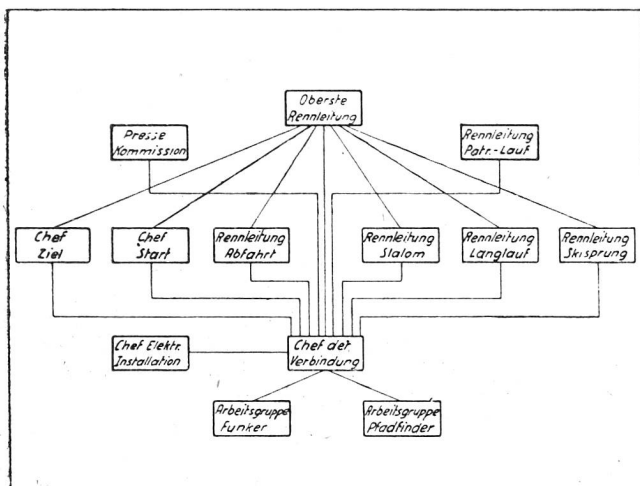 Oberste
Rennleitung
Presse
Kommission
Rennleitung
Patr.-Lauf
Chef
Ziel
Chef
Start
Rennleitung
Abfahrt
Rennleitung
Slalom
Rennleitung
Langlauf
Rennleitung
Skisprung
Chef Elektr.
Installation
Chef der
Verbindung
Arbeitsgruppe
Funker
Arbeitsgruppe
Pfadfinder